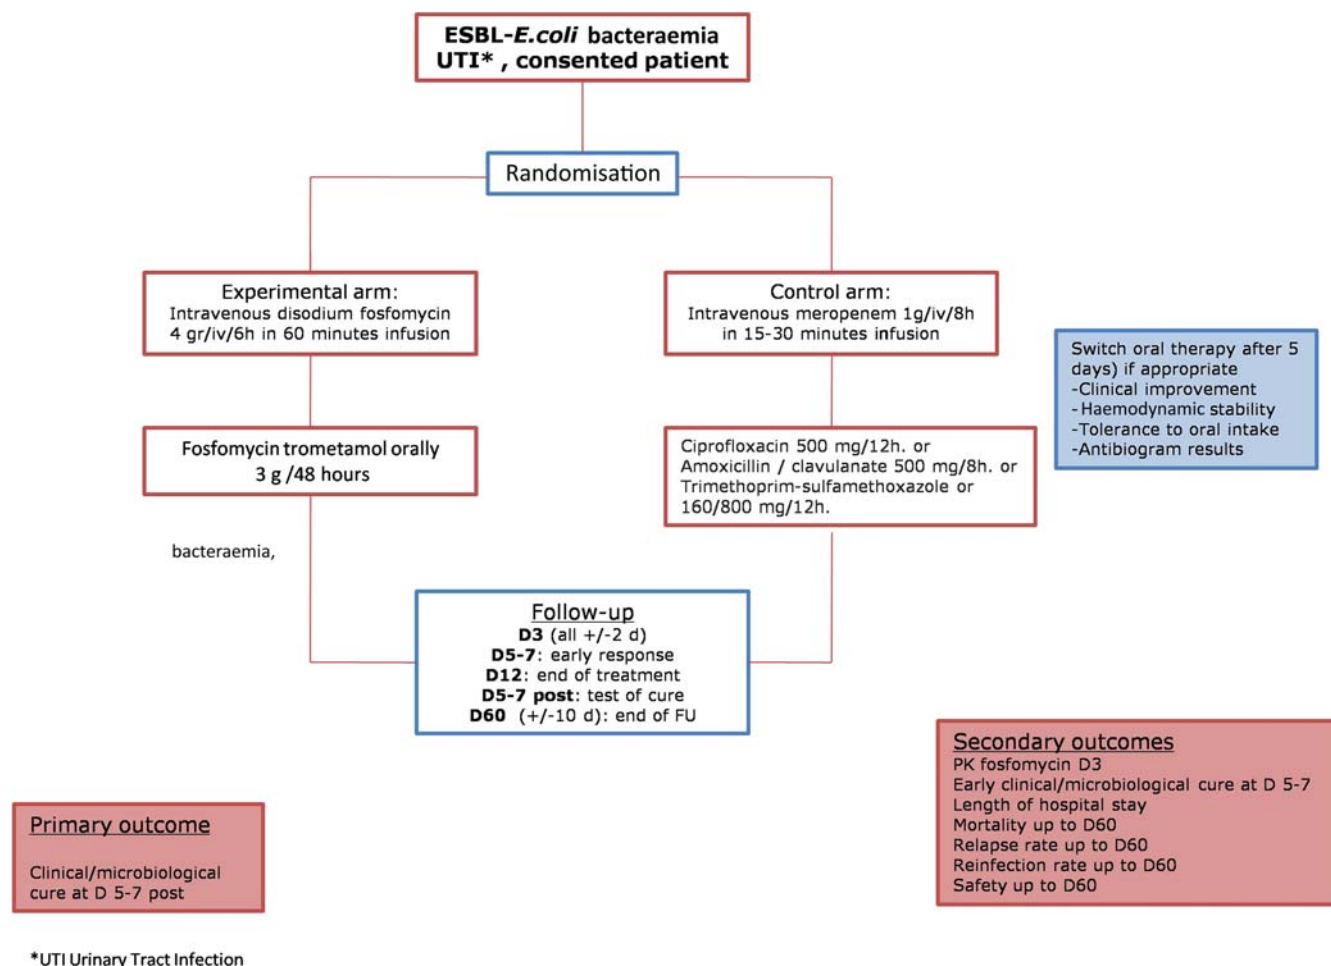 ESBL-E.coli bacteraemia
UTI* , consented patient
Randomisation
Experimental arm:
Intravenous disodium fosfomycin
4 gr/iv/6h in 60 minutes infusion
Control arm:
Intravenous meropenem 1g/iv/8h
in 15-30 minutes infusion
Switch oral therapy after 5
days) if appropriate
-Clinical improvement
-Haemodynamic stability
-Tolerance to oral intake
-Antibiogram results
Fosfomycin trometamol orally
3 g /48 hours
Ciprofloxacin 500 mg/12h. or
Amoxicillin / clavulanate 500 mg/8h. or
Trimethoprim-sulfamethoxazole or
160/800 mg/12h.
bacteraemia,
Follow-up
D3 (all +/-2 d)
D5-7: early response
D12: end of treatment
D5-7 post: test of cure
D60 (+/-10 d): end of FU
Primary outcome
Clinical/microbiological
cure at D 5-7 post
Secondary outcomes
PK fosfomycin D3
Early clinical/microbiological cure at D 5-7
Length of hospital stay
Mortality up to D60
Relapse rate up to D60
Reinfection rate up to D60
Safety up to D60
*UTI Urinary Tract Infection